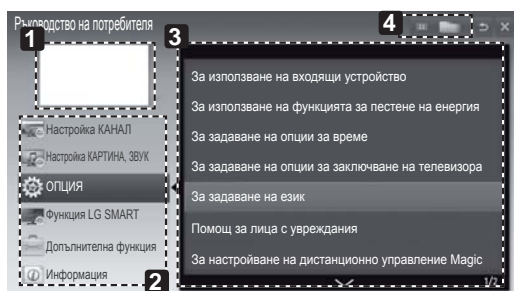 Ръководство на потребителя
4
1
3
За използване на входящи устройство
За използване на функцията за пестене на енергия
За задаване на опции за време
За задаване на опции за заключване на телевизора
За задаване на език
Помощ за лица с увреждания
За настройване на дистанционно управление Magic
1/2
Настройка КАНАЛ
Настройка КАРТИНА, ЗВУК
ОПЦИЯ
Функция LG SMART
Допълнителна функция
Информация
2